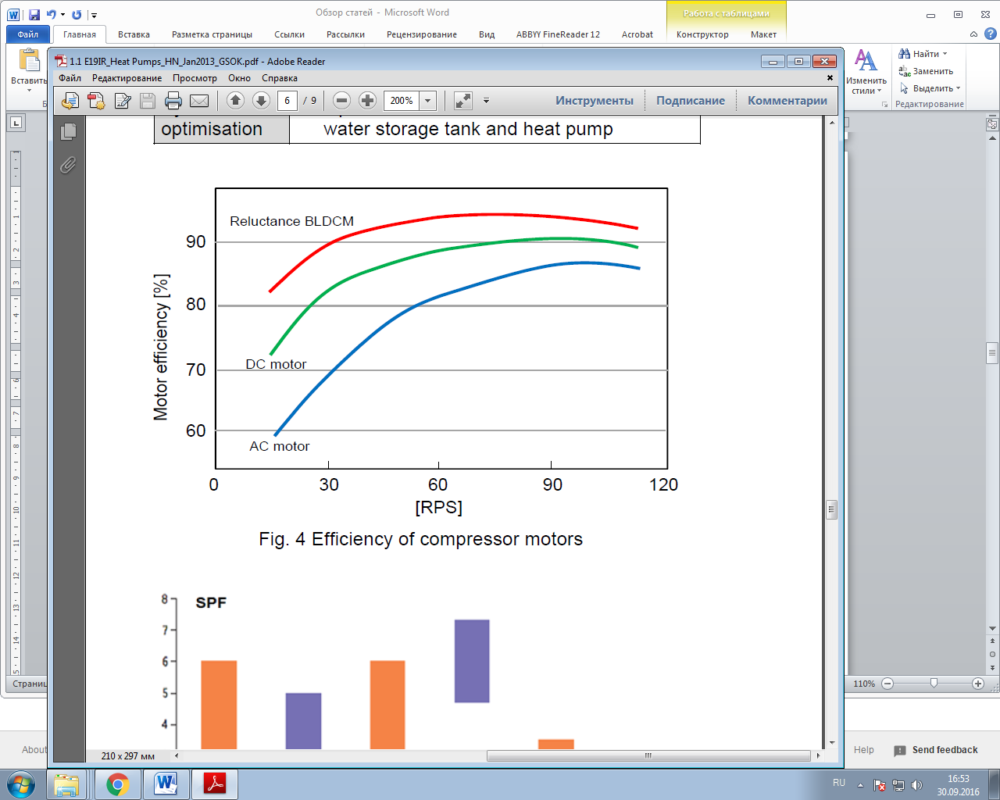 Обзор статей - Microsoft Word
Работа с таблицами
Файл Главная Вставка Разметка страницы Ссылки Рассылки Рецензирование Вид ABBYY FineReader 12 Acrobat Конструктор Макет
Вставить
Изменить стили
Найти
Заменить
Выделить
Редактирование
1.1 E19IR_Heat Pumps_HN_Jan2013_GSOK.pdf - Adobe Reader
Файл Редактирование Просмотр Окно Справка
6 / 9 200% Инструменты Подписание Комментарии
optimisation water storage tank and heat pump
Reluctance BLDCM
90
80
70
60
Motor efficiency [%]
DC motor
AC motor
0 30 60 90 120
[RPS]
Fig. 4 Efficiency of compressor motors
SPF
8
7
6
5
4
210 x 297 мм
110%
About
Help Send feedback
RU
16:53
30.09.2016